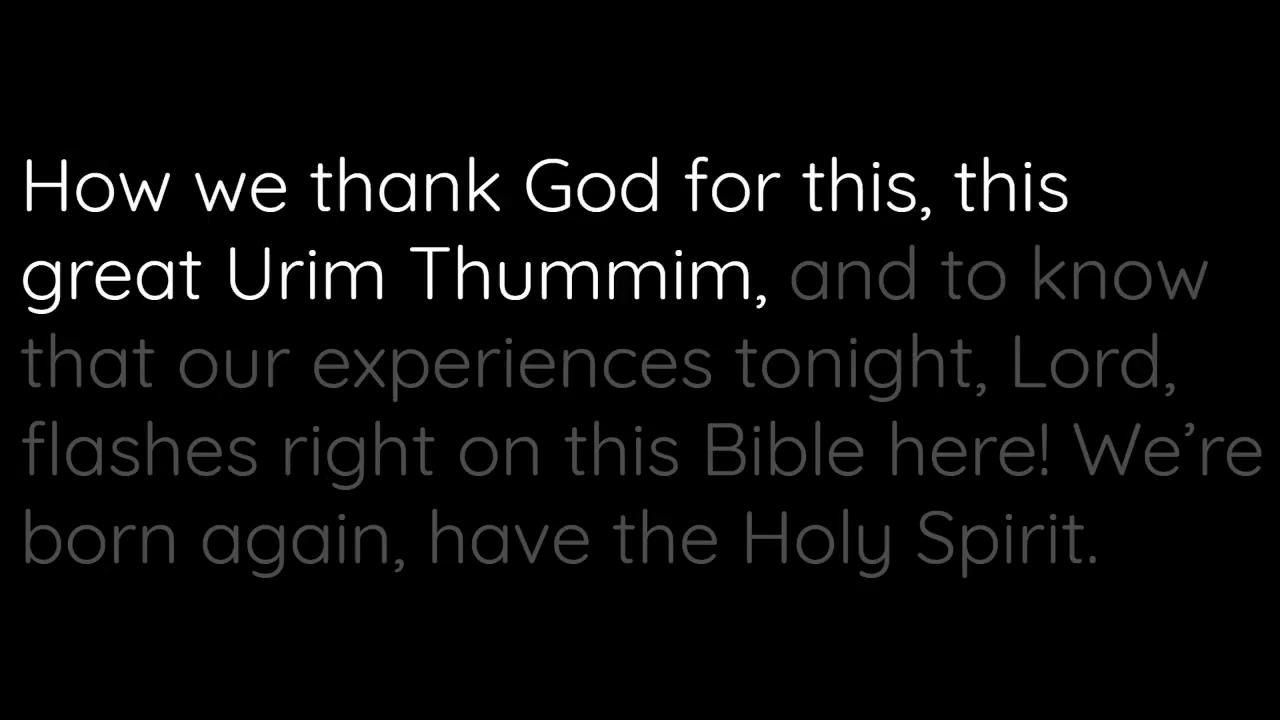 How we thank God for this, this
great Urim Thummim, and to know
that our experiences tonight, Lord,
flashes right on this Bible here! We’re
born again, have the Holy Spirit.